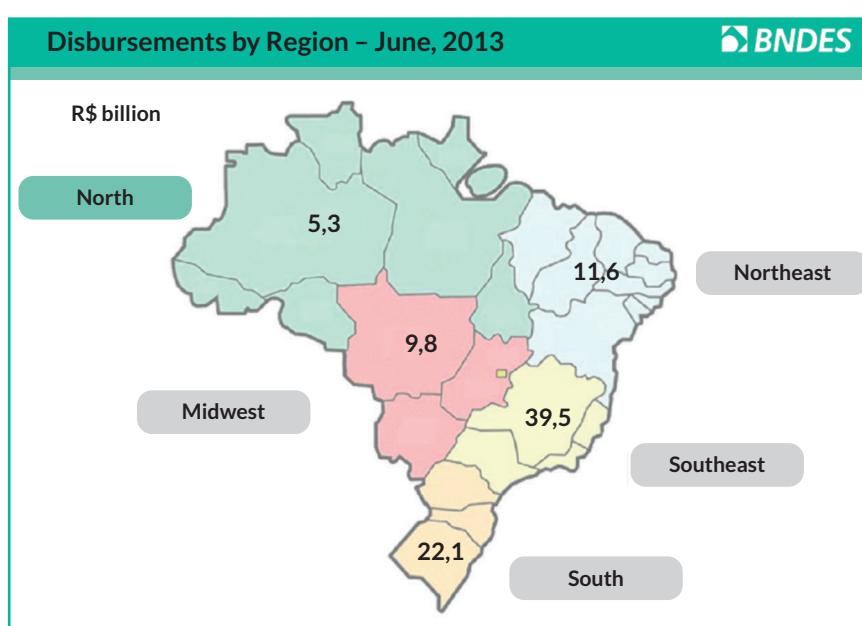 Disbursements by Region – June, 2013
BNDES
R$ billion
North
5,3
11,6
Northeast
9,8
Midwest
39,5
Southeast
22,1
South